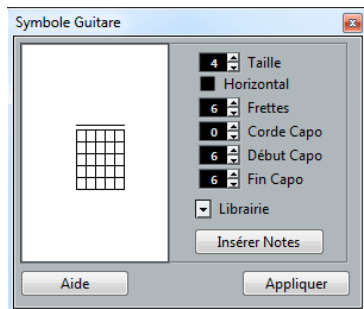 Symbole Guitare
4 Taille
Horizontal
6 Frettes
0 Corde Capo
6 Début Capo
6 Fin Capo
Librairie
Insérer Notes
Aide
Appliquer